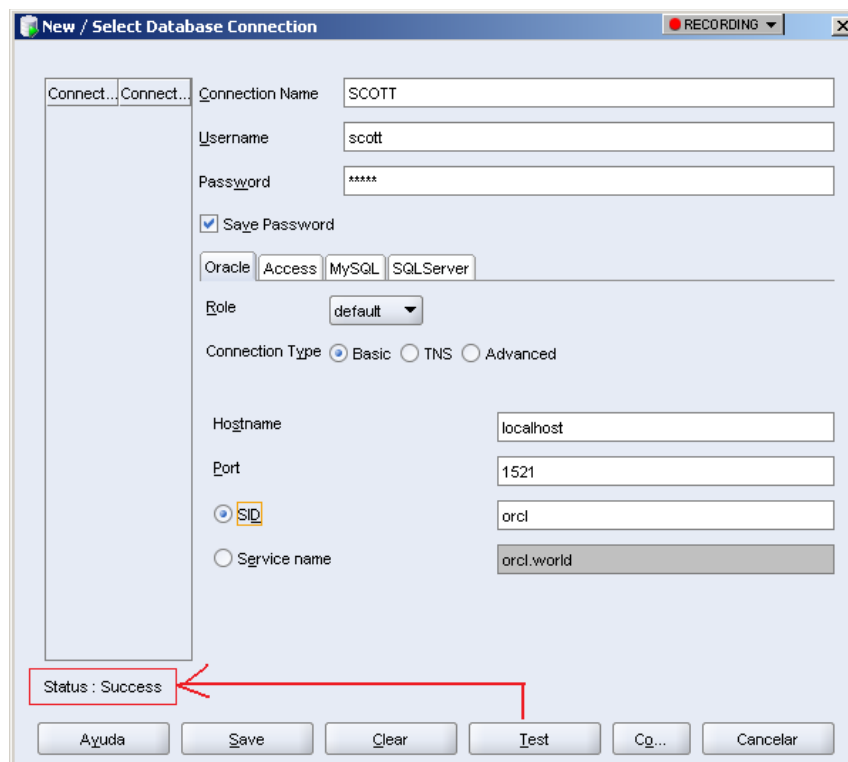 New / Select Database Connection
RECORDING
Connect... Connect...
Connection Name SCOTT
Username scott
Password *****
Save Password
Oracle Access MySQL SQLServer
Role default
Connection Type Basic TNS Advanced
Hostname localhost
Port 1521
SID orcl
Service name orcl.world
Status : Success
Ayuda Save Clear Test Co... Cancelar